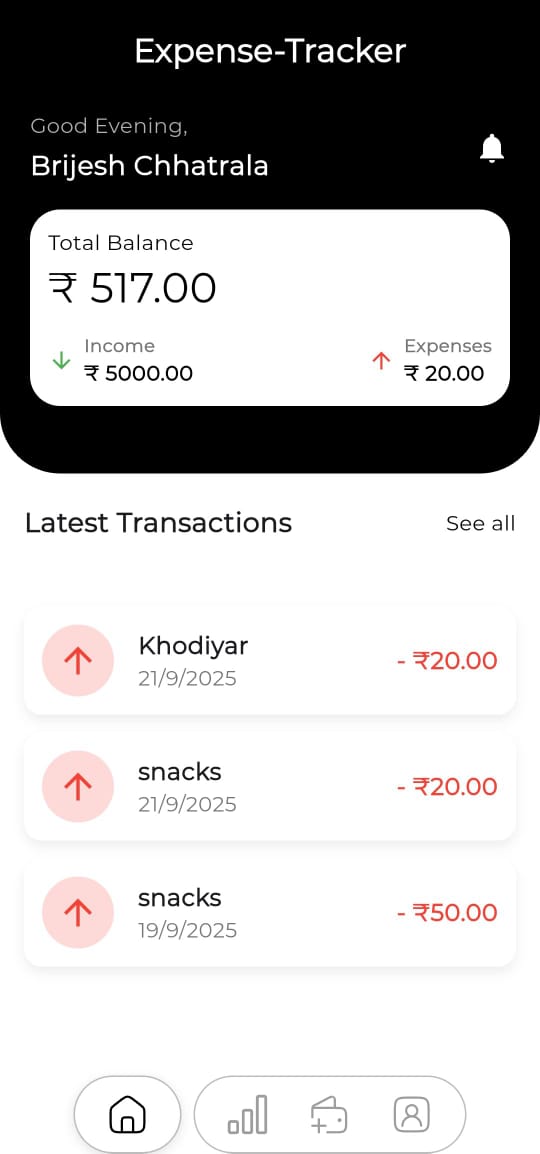 Expense-Tracker
Good Evening,
Brijesh Chhatrala
Total Balance
₹ 517.00
Income
₹ 5000.00
Expenses
₹ 20.00
Latest Transactions
See all
Khodiyar
21/9/2025
- ₹20.00
snacks
21/9/2025
- ₹20.00
snacks
19/9/2025
- ₹50.00